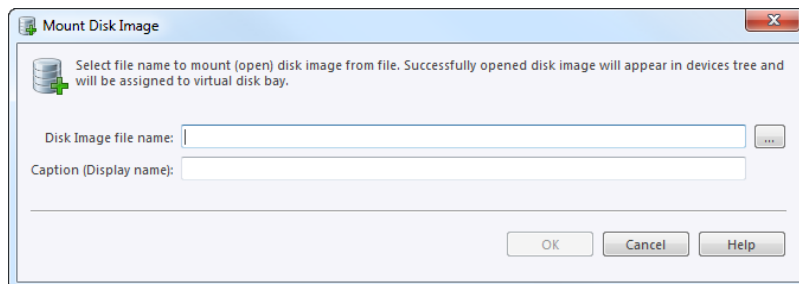 Mount Disk Image
Select file name to mount (open) disk image from file. Successfully opened disk image will appear in devices tree and
will be assigned to virtual disk bay.
Disk Image file name:
...
Caption (Display name):
OK Cancel Help